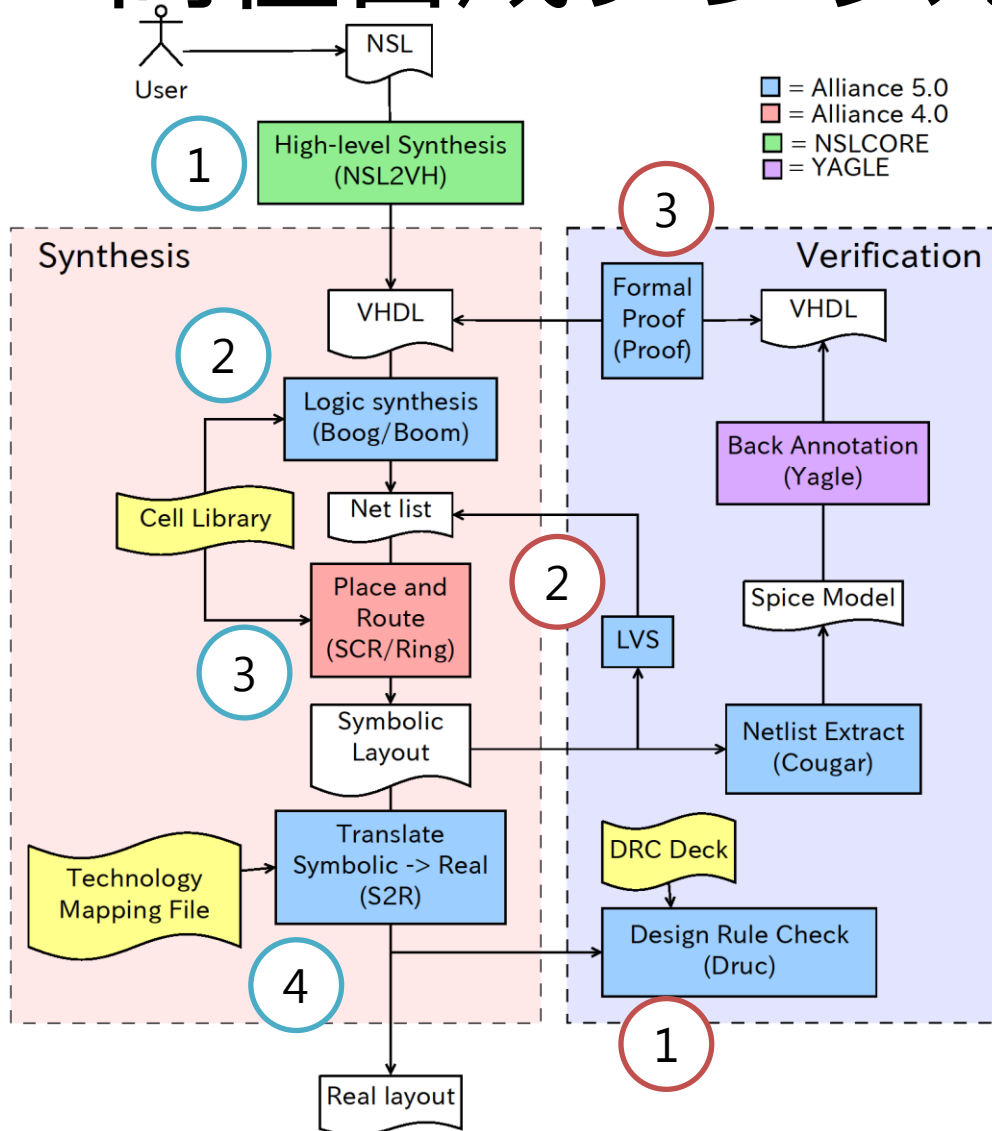 NSL
User
= Alliance 5.0
= Alliance 4.0
= NSLCORE
= YAGLE
1
High-level Synthesis
(NSL2VH)
Synthesis
VHDL
2
Logic synthesis
(Boog/Boom)
Cell Library
Net list
Place and
Route
(SCR/Ring)
3
Symbolic
Layout
Translate
Symbolic -> Real
(S2R)
Technology
Mapping File
4
Real layout
3
Verification
Formal
Proof
(Proof)
VHDL
Back Annotation
(Yagle)
2
Spice Model
LVS
Netlist Extract
(Cougar)
DRC Deck
Design Rule Check
(Druc)
1